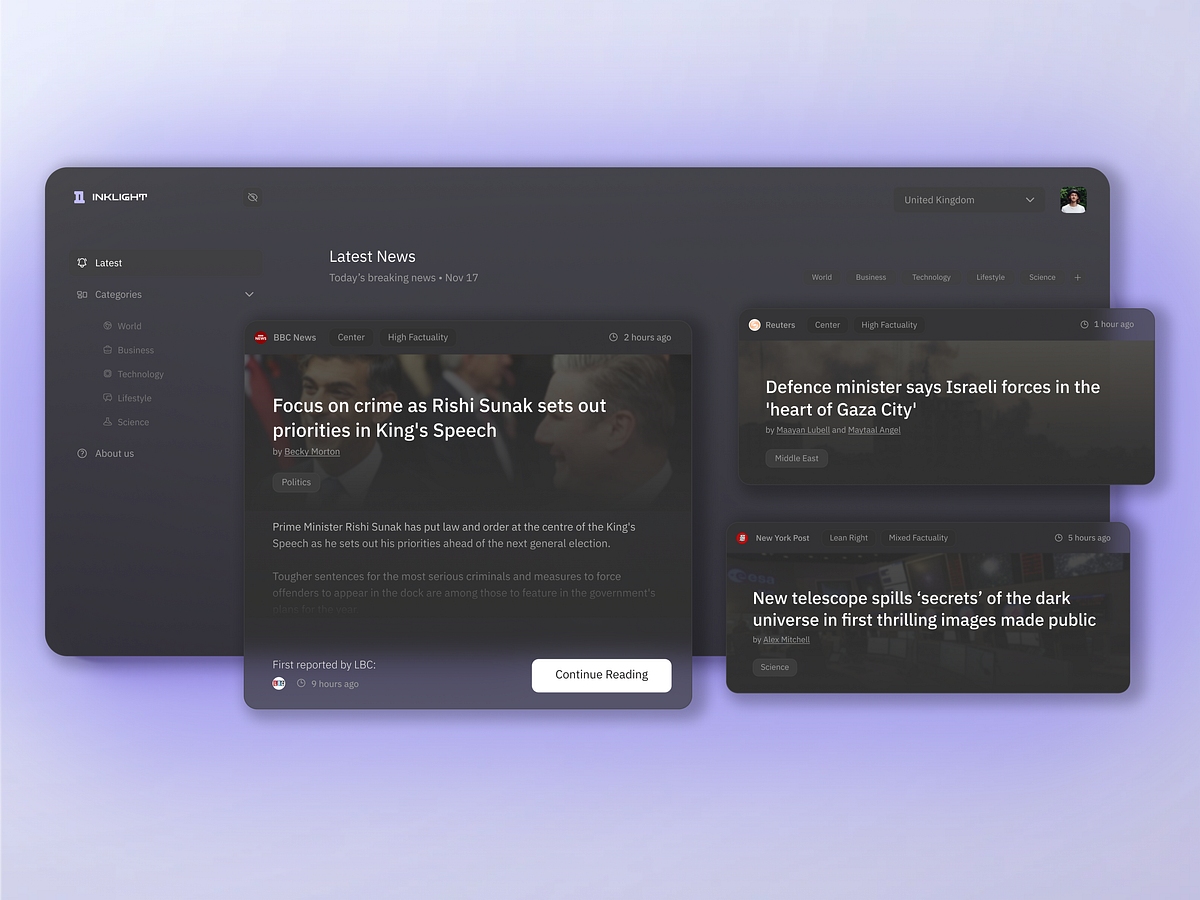 INKLIGHT
United Kingdom
Latest
Categories
World
Business
Technology
Lifestyle
Science
About us
Latest News
Today's breaking news • Nov 17
World
Business
Technology
Lifestyle
Science
+
BBC News
Center
High Factuality
2 hours ago
Focus on crime as Rishi Sunak sets out
priorities in King's Speech
by Becky Morton
Politics
Prime Minister Rishi Sunak has put law and order at the centre of the King's
Speech as he sets out his priorities ahead of the next general election.
Tougher sentences for the most serious criminals and measures to force
offenders to appear in the dock are among those to feature in the government's
plans for the year.
First reported by LBC:
LBC
9 hours ago
Continue Reading
Reuters
Center
High Factuality
1 hour ago
Defence minister says Israeli forces in the
'heart of Gaza City'
by Maayan Lubell and Maytaal Angel
Middle East
New York Post
Lean Right
Mixed Factuality
5 hours ago
esa
New telescope spills ‘secrets’ of the dark
universe in first thrilling images made public
by Alex Mitchell
Science